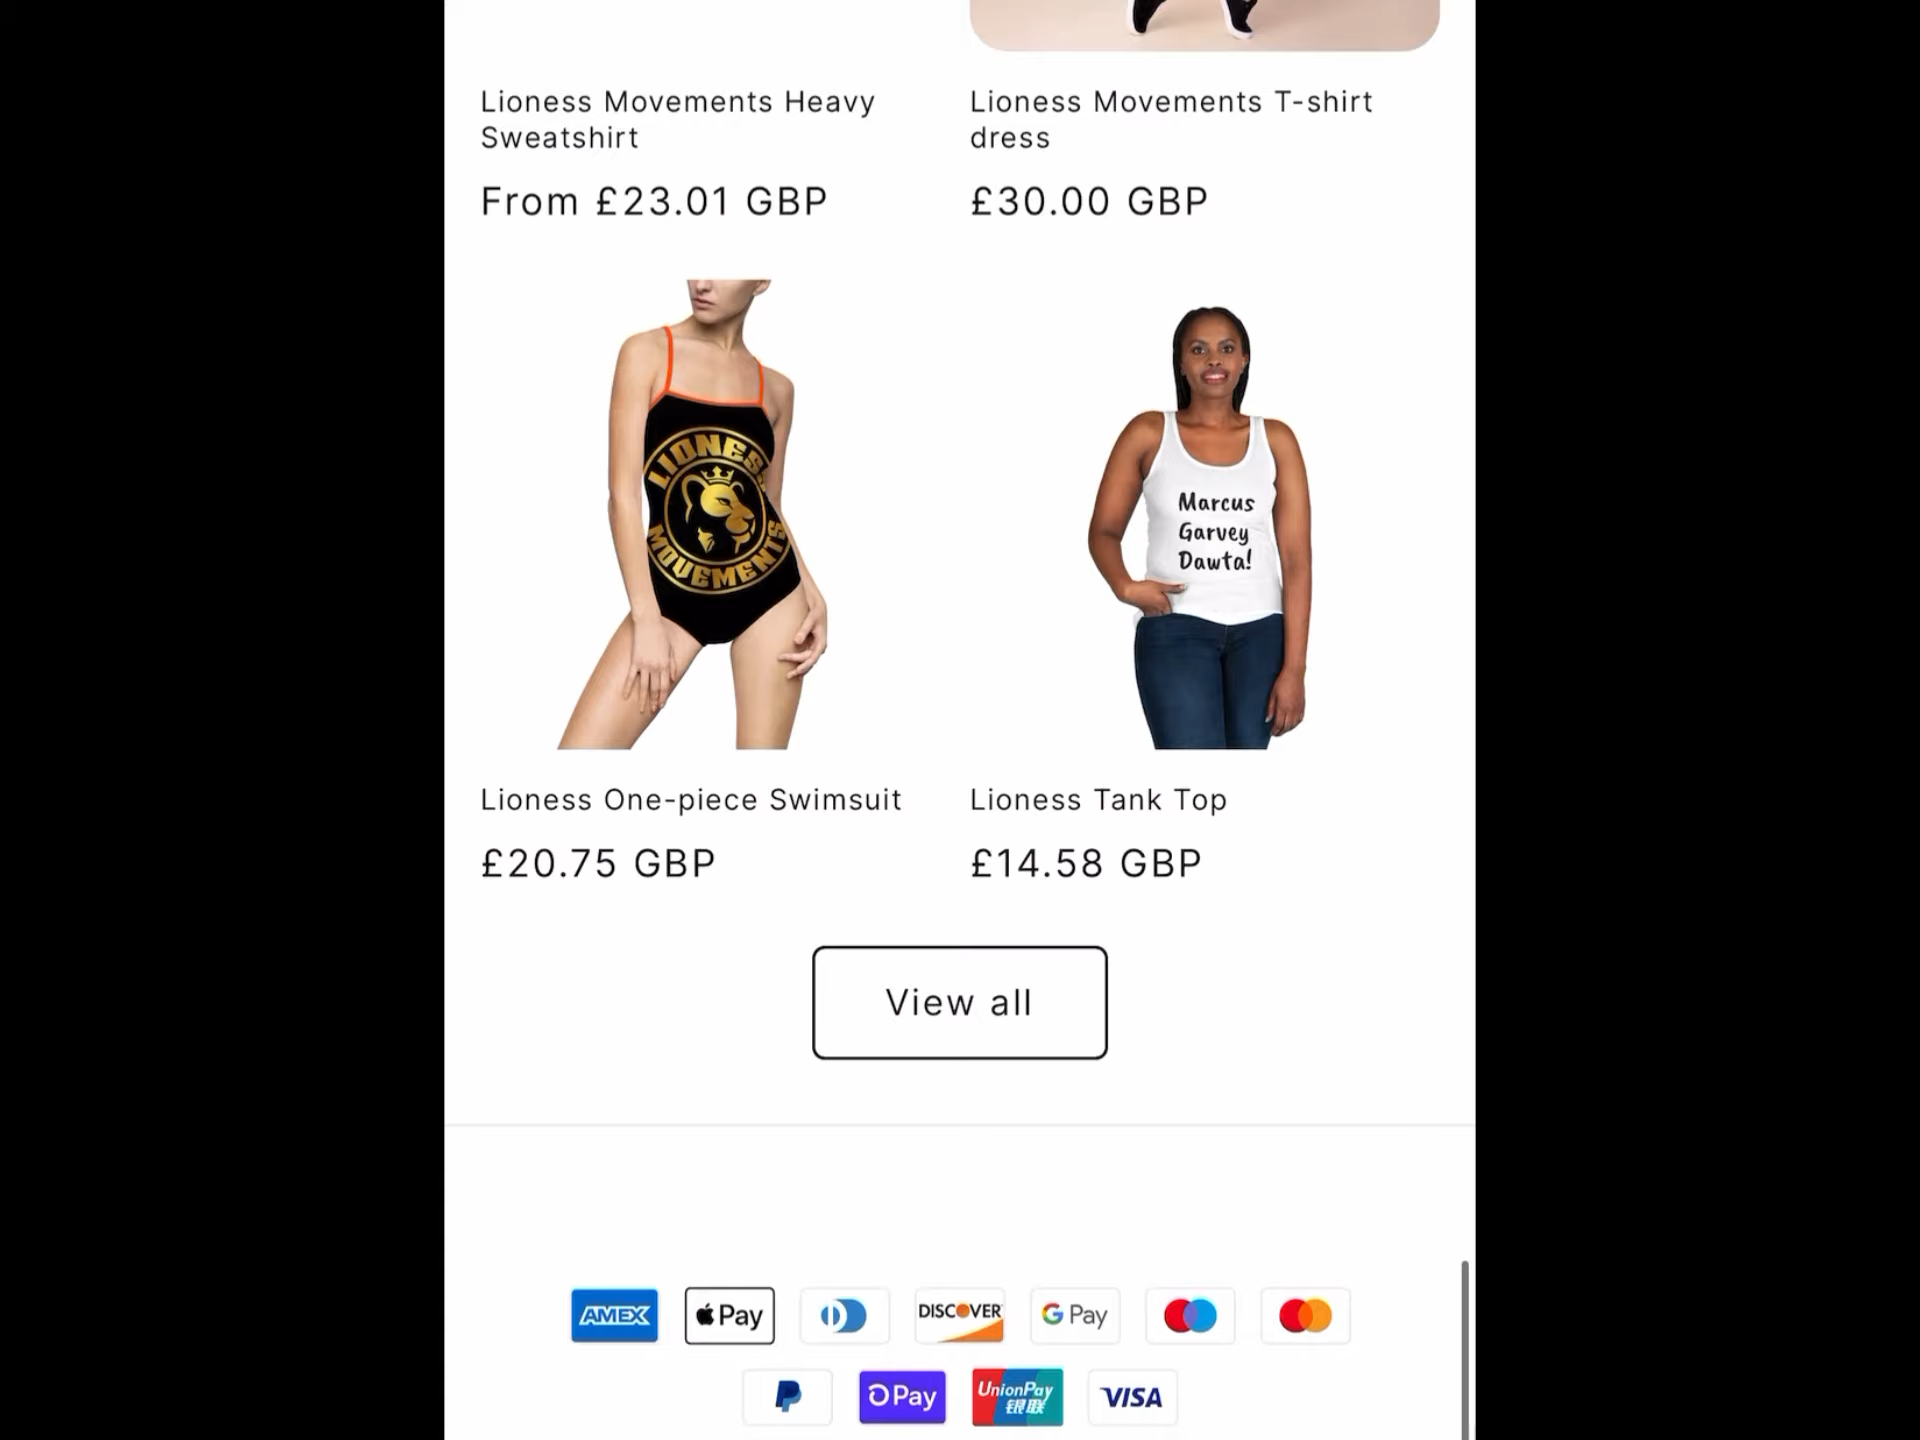 Lioness Movements Heavy
Sweatshirt
From £23.01 GBP
Lioness Movements T-shirt
dress
£30.00 GBP
LIONESS
MOVEMENTS
Marcus
Garvey
Dawta!
Lioness One-piece Swimsuit
£20.75 GBP
Lioness Tank Top
£14.58 GBP
View all
AMEX
Pay
DISCOVER
G Pay
Pay
UnionPay
银联
VISA